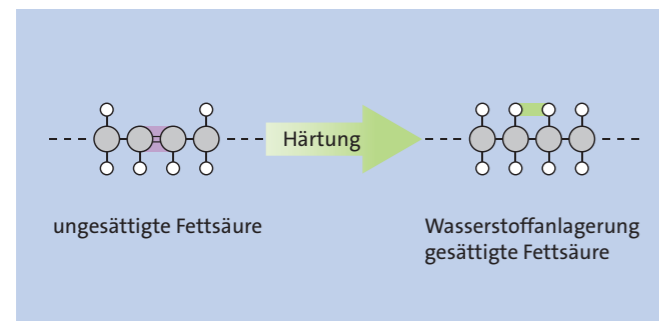 Härtung
ungesättigte Fettsäure
Wasserstoffanlagerung
gesättigte Fettsäure